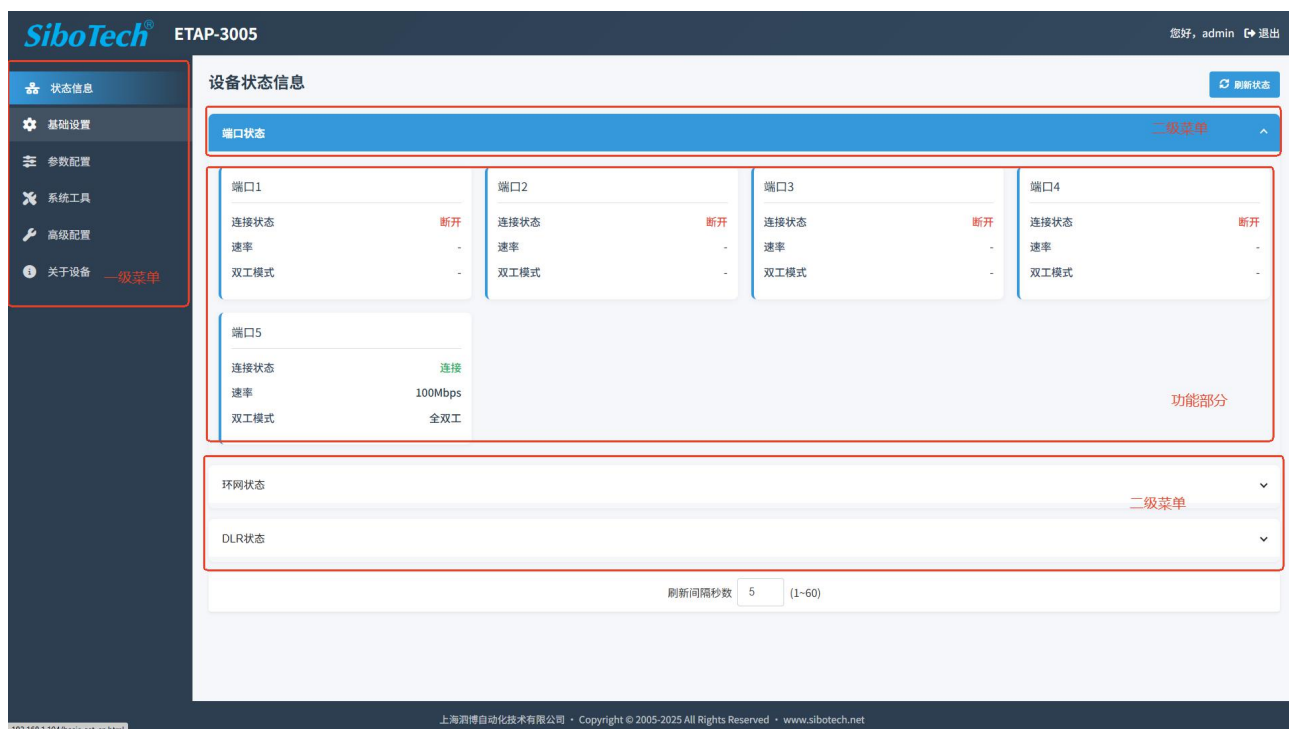 SiboTech® ETAP-3005 您好，admin 退出
状态信息
基础设置
参数配置
系统工具
高级配置
关于设备
一级菜单
设备状态信息 刷新状态
端口状态 二级菜单
端口1
连接状态 断开
速率 -
双工模式 -
端口2
连接状态 断开
速率 -
双工模式 -
端口3
连接状态 断开
速率 -
双工模式 -
端口4
连接状态 断开
速率 -
双工模式 -
端口5
连接状态 连接
速率 100Mbps
双工模式 全双工
功能部分
环网状态
二级菜单
DLR状态
刷新间隔秒数 5 (1~60)
上海泗博自动化技术有限公司 · Copyright © 2005-2025 All Rights Reserved · www.sibotech.net